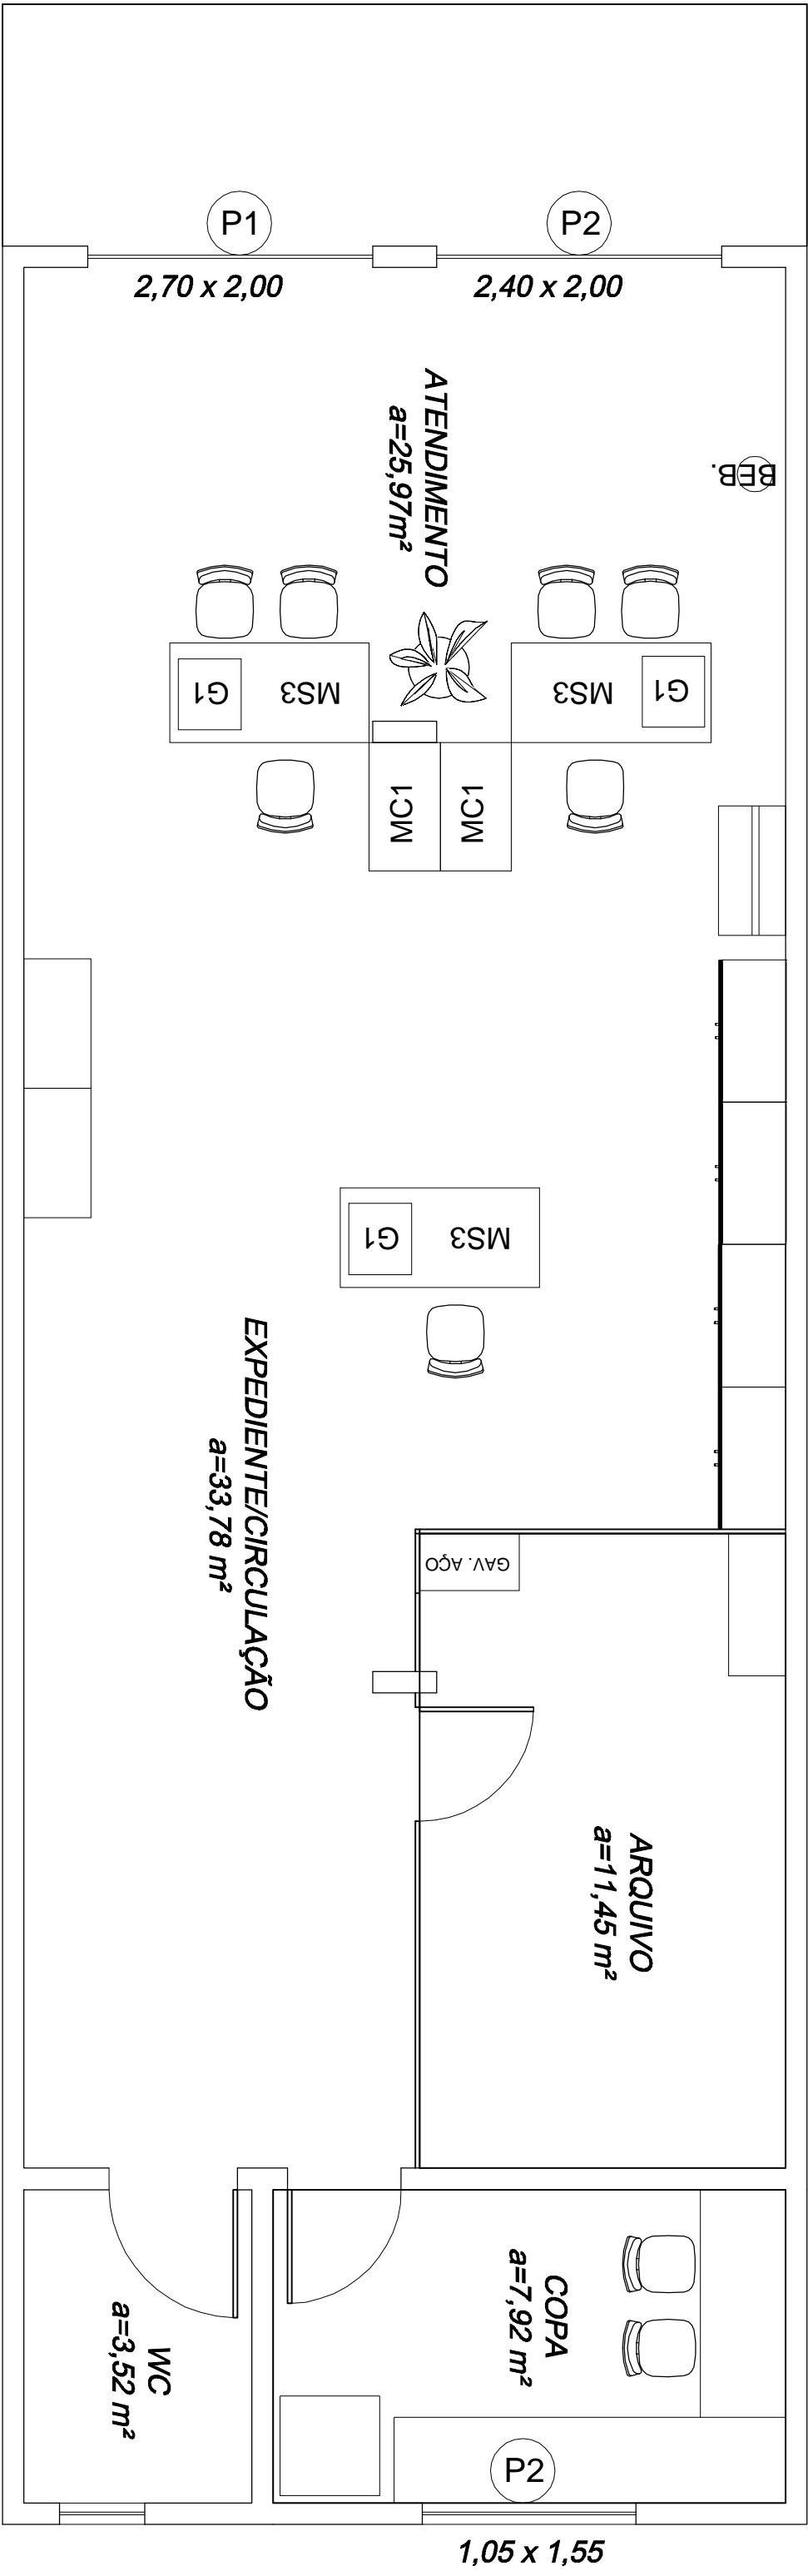 P1
P2
2,70 x 2,00
2,40 x 2,00
ATENDIMENTO
a=25,97m²
BEB.
G1
MS3
MS3
G1
MC1
MC1
G1
MS3
EXPEDIENTE/CIRCULAÇÃO
a=33,78 m²
GAV. AÇO
ARQUIVO
a=11,45 m²
COPA
a=7,92 m²
WC
a=3,52 m²
P2
1,05 x 1,55